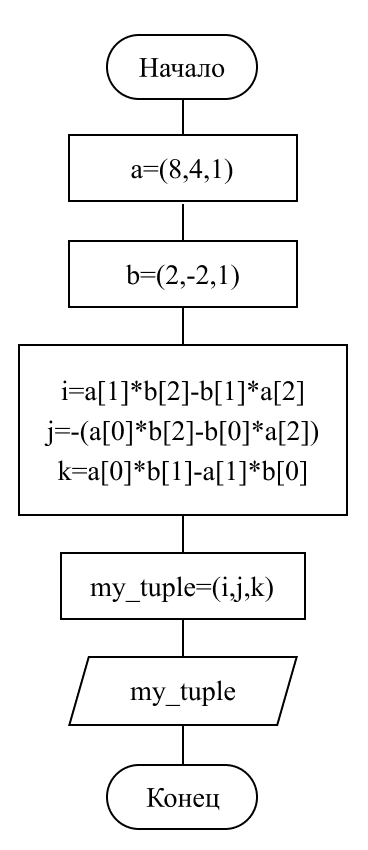 Начало
a=(8,4,1)
b=(2,-2,1)
i=a[1]*b[2]-b[1]*a[2]
j=-(a[0]*b[2]-b[0]*a[2])
k=a[0]*b[1]-a[1]*b[0]
my_tuple=(i,j,k)
my_tuple
Конец